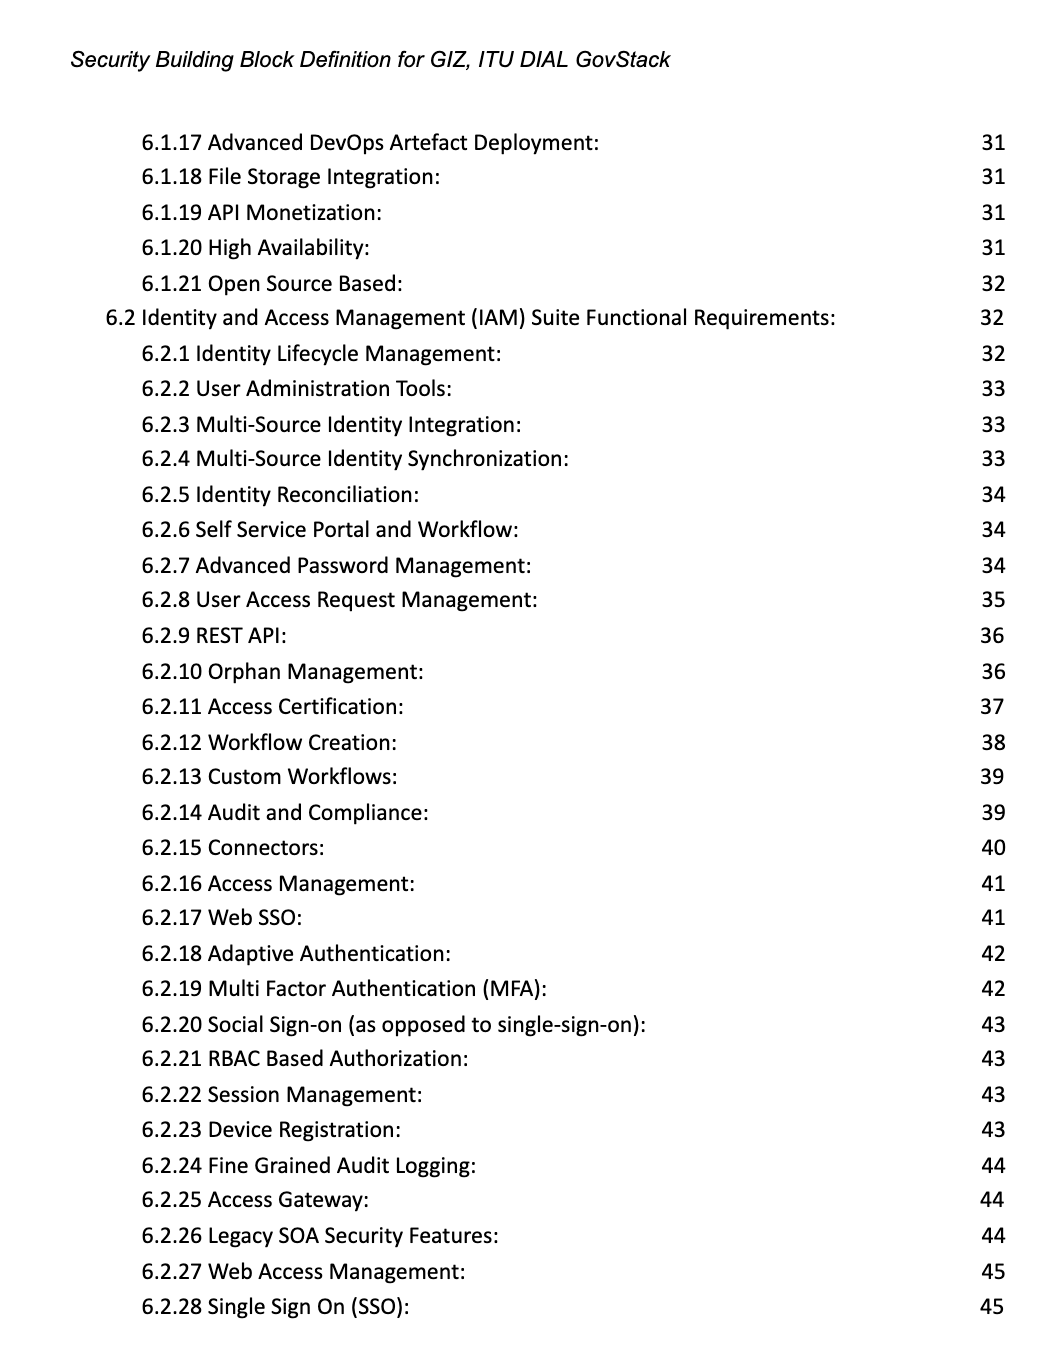 Security Building Block Definition for GIZ, ITU DIAL GovStack
6.1.17 Advanced DevOps Artefact Deployment: 31
6.1.18 File Storage Integration: 31
6.1.19 API Monetization: 31
6.1.20 High Availability: 31
6.1.21 Open Source Based: 32
6.2 Identity and Access Management (IAM) Suite Functional Requirements: 32
6.2.1 Identity Lifecycle Management: 32
6.2.2 User Administration Tools: 33
6.2.3 Multi-Source Identity Integration: 33
6.2.4 Multi-Source Identity Synchronization: 33
6.2.5 Identity Reconciliation: 34
6.2.6 Self Service Portal and Workflow: 34
6.2.7 Advanced Password Management: 34
6.2.8 User Access Request Management: 35
6.2.9 REST API: 36
6.2.10 Orphan Management: 36
6.2.11 Access Certification: 37
6.2.12 Workflow Creation: 38
6.2.13 Custom Workflows: 39
6.2.14 Audit and Compliance: 39
6.2.15 Connectors: 40
6.2.16 Access Management: 41
6.2.17 Web SSO: 41
6.2.18 Adaptive Authentication: 42
6.2.19 Multi Factor Authentication (MFA): 42
6.2.20 Social Sign-on (as opposed to single-sign-on): 43
6.2.21 RBAC Based Authorization: 43
6.2.22 Session Management: 43
6.2.23 Device Registration: 43
6.2.24 Fine Grained Audit Logging: 44
6.2.25 Access Gateway: 44
6.2.26 Legacy SOA Security Features: 44
6.2.27 Web Access Management: 45
6.2.28 Single Sign On (SSO): 45